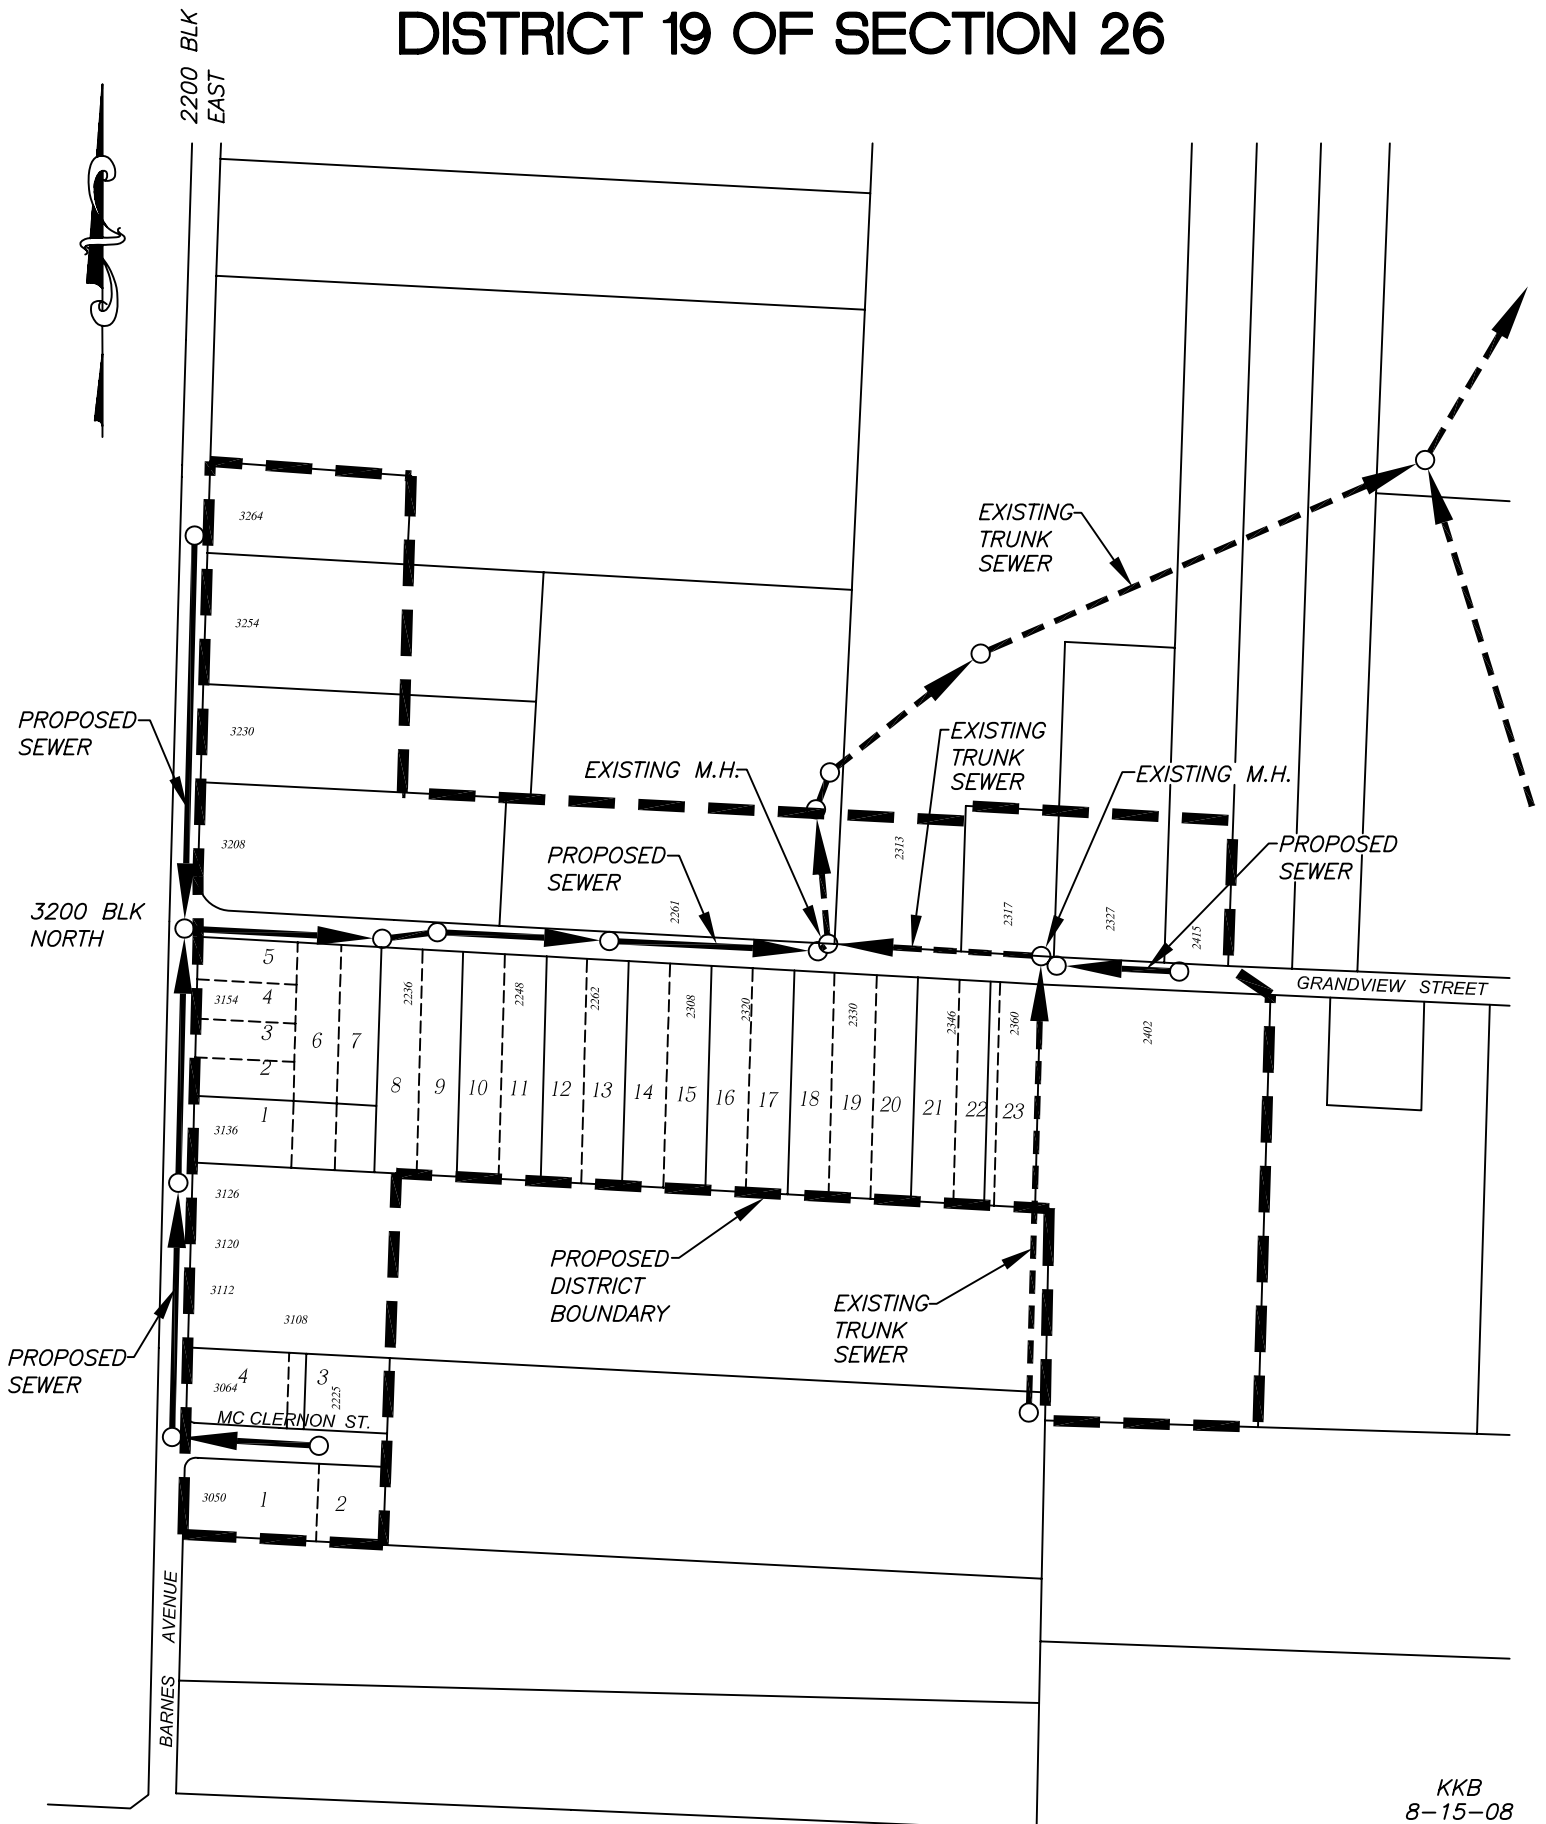 DISTRICT 19 OF SECTION 26
2200 BLK
EAST
EXISTING
TRUNK
SEWER
3264
3254
3230
PROPOSED
SEWER
EXISTING M.H.
EXISTING
TRUNK
SEWER
EXISTING M.H.
3208
PROPOSED
SEWER
2313
PROPOSED
SEWER
3200 BLK
NORTH
2261
2317
2327
2415
GRANDVIEW STREET
5
3154
4
3
2
1
6
7
2236
2248
2262
2308
2320
2330
2346
2360
2402
8
9
10
11
12
13
14
15
16
17
18
19
20
21
22
23
3136
3126
3120
3112
3108
PROPOSED
DISTRICT
BOUNDARY
EXISTING
TRUNK
SEWER
PROPOSED
SEWER
3064
4
3
2225
MC CLERNON ST.
3050
1
2
BARNES AVENUE
KKB
8-15-08